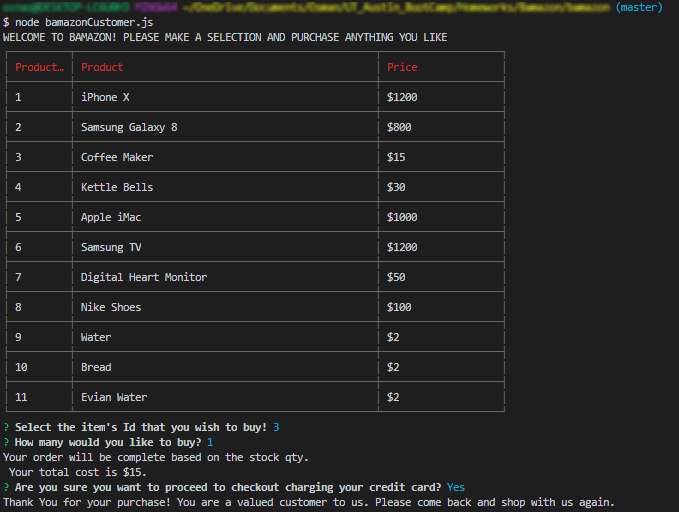 (master)
$ node bamazonCustomer.js
WELCOME TO BAMAZON! PLEASE MAKE A SELECTION AND PURCHASE ANYTHING YOU LIKE
Product… Product Price
1 iPhone X $1200
2 Samsung Galaxy 8 $800
3 Coffee Maker $15
4 Kettle Bells $30
5 Apple iMac $1000
6 Samsung TV $1200
7 Digital Heart Monitor $50
8 Nike Shoes $100
9 Water $2
10 Bread $2
11 Evian Water $2
? Select the item's Id that you wish to buy! 3
? How many would you like to buy? 1
Your order will be complete based on the stock qty.
Your total cost is $15.
? Are you sure you want to proceed to checkout charging your credit card? Yes
Thank You for your purchase! You are a valued customer to us. Please come back and shop with us again.